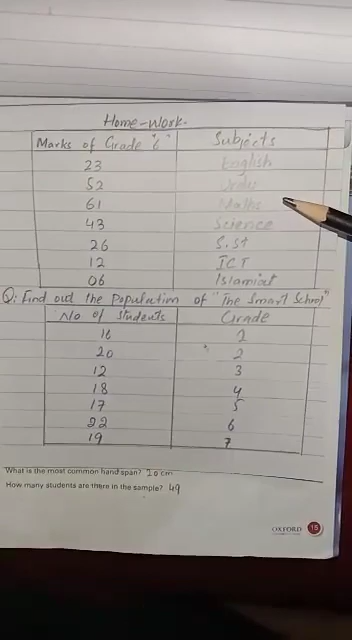 Home-work.
Marks of Grade "6" Subjects
23 English
52 Urdu
61 Maths
43 Science
26 S.St
12 ICT
06 Islamiat
Q: Find out the Population of "The Smart School"
No of Students Grade
16 1
20 2
12 3
18 4
17 5
22 6
19 7
What is the most common hand span? 20 cm
How many students are there in the sample? 49
OXFORD 15